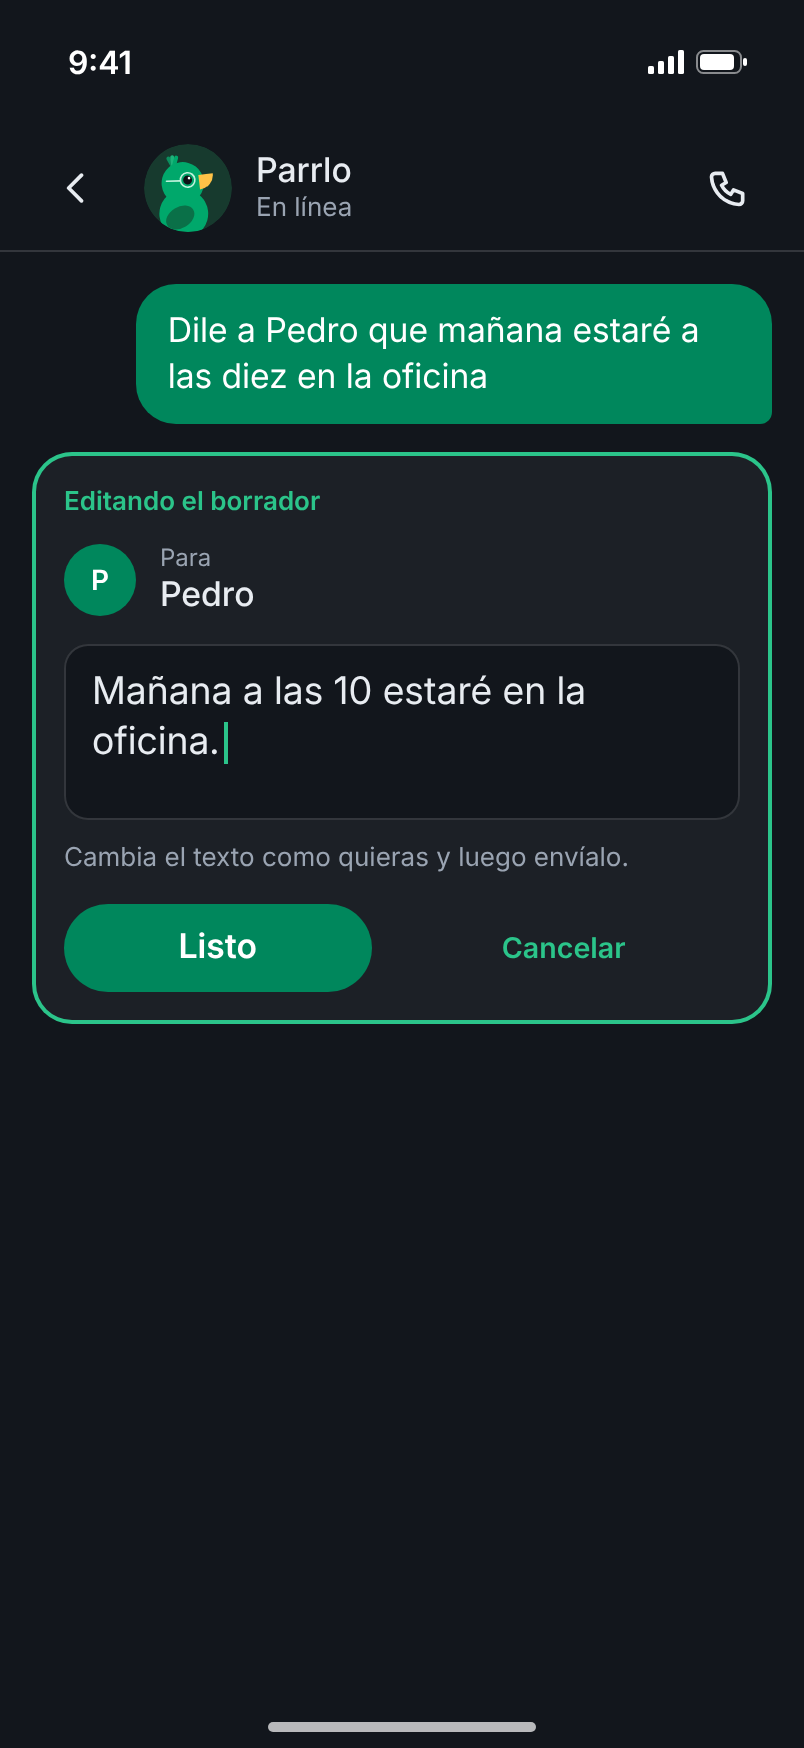 9:41
Parrlo
En línea
Dile a Pedro que mañana estaré a
las diez en la oficina
Editando el borrador
P
Para
Pedro
Mañana a las 10 estaré en la
oficina.
Cambia el texto como quieras y luego envíalo.
Listo
Cancelar